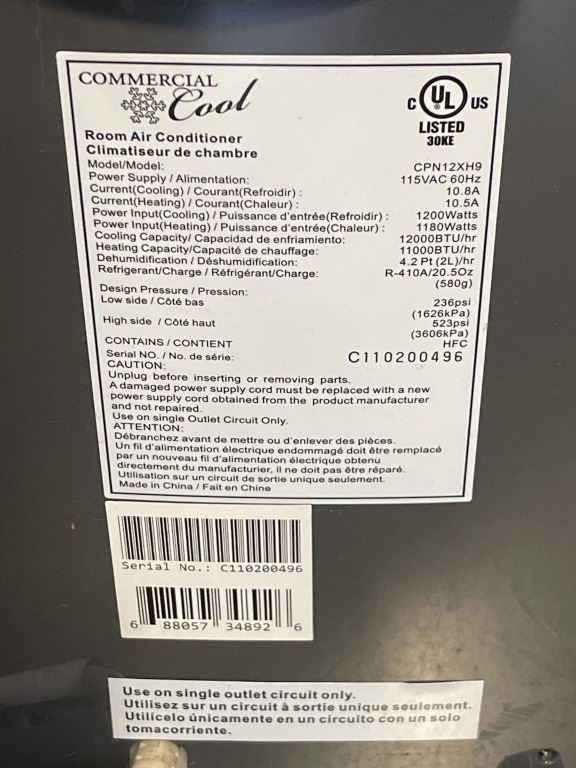 COMMERCIAL
Cool
C UL US
®
LISTED
30KE
Room Air Conditioner
Climatiseur de chambre
Model/Model: CPN12XH9
Power Supply / Alimentation: 115VAC 60Hz
Current(Cooling) / Courant(Refroidir) : 10.8A
Current(Heating) / Courant(Chaleur) : 10.5A
Power Input(Cooling) / Puissance d'entrée(Refroidir) : 1200Watts
Power Input(Heating) / Puissance d'entrée(Chaleur) : 1180Watts
Cooling Capacity/ Capacidad de enfriamiento: 12000BTU/hr
Heating Capacity/Capacité de chauffage: 11000BTU/hr
Dehumidification / Déshumidification: 4.2 Pt (2L)/hr
Refrigerant/Charge / Réfrigérant/Charge: R-410A/20.5Oz
(580g)
Design Pressure / Pression:
Low side / Côté bas 236psi
(1626kPa)
High side / Côté haut 523psi
(3606kPa)
CONTAINS / CONTIENT HFC
Serial NO. / No. de série: C110200496
CAUTION:
Unplug before inserting or removing parts.
A damaged power supply cord must be replaced with a new
power supply cord obtained from the product manufacturer
and not repaired.
Use on single Outlet Circuit Only.
ATTENTION:
Débranchez avant de mettre ou d'enlever des pièces.
Un fil d'alimentation électrique endommagé doit être remplacé
par un nouveau fil d'alimentation électrique obtenu
directement du manufacturier, il ne doit pas être réparé.
Utilisation sur un circuit de sortie unique seulement.
Made in China / Fait en Chine
Serial No.: C110200496
6 88057 34892 6
Use on single outlet circuit only.
Utilisez sur un circuit à sortie unique seulement.
Utilícelo únicamente en un circuito con un solo
tomacorriente.